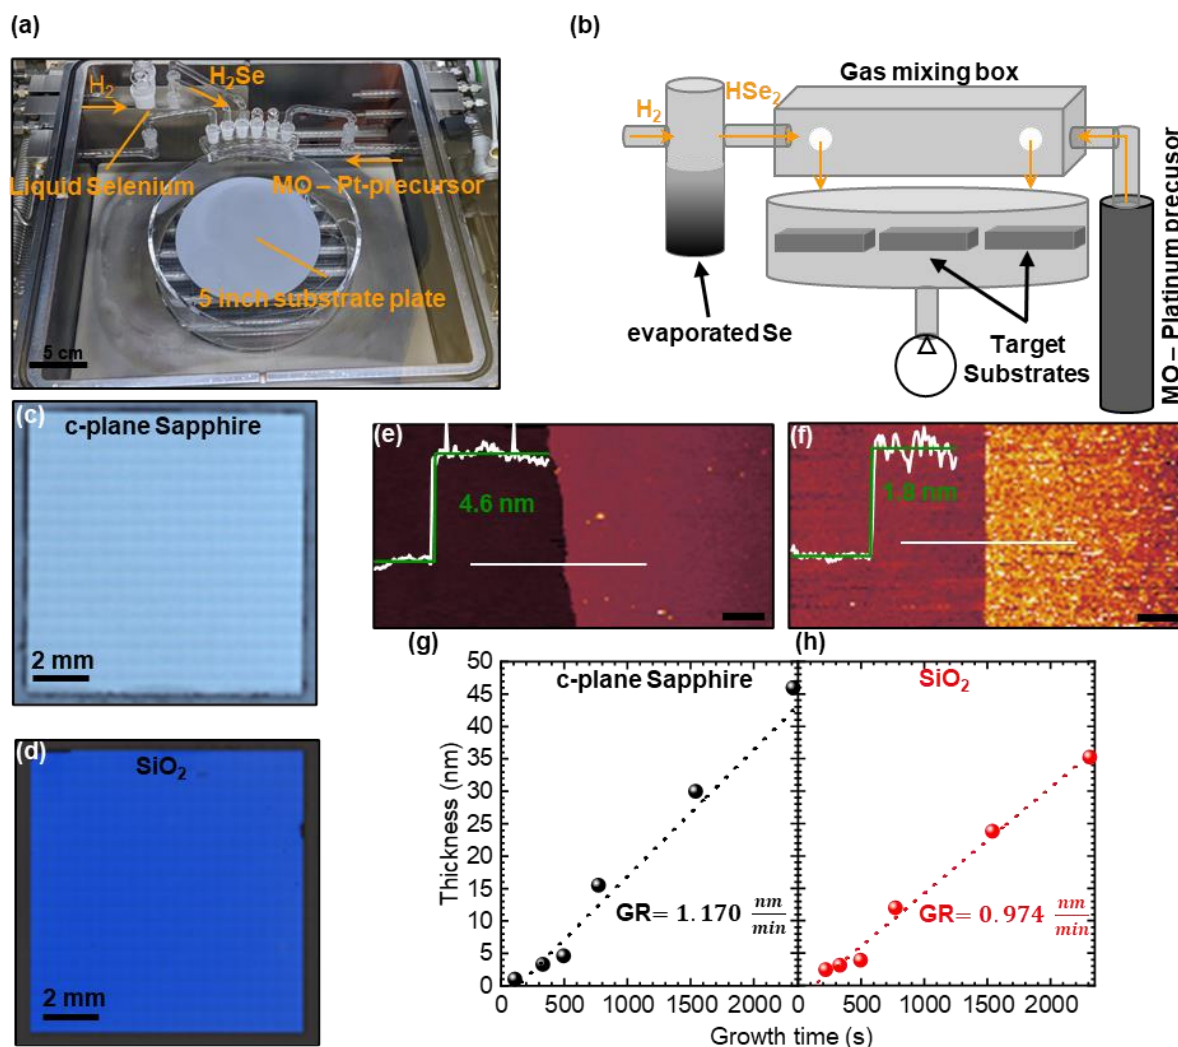 (a)
H₂
H₂Se
Liquid Selenium
MO – Pt-precursor
5 inch substrate plate
5 cm
(b)
Gas mixing box
H₂
HSe₂
evaporated Se
Target
Substrates
MO – Platinum precusor
(c)
c-plane Sapphire
2 mm
(d)
SiO₂
2 mm
(e)
4.6 nm
(f)
1.8 nm
(g)
c-plane Sapphire
GR= 1.170 nm/min
(h)
SiO₂
GR= 0.974 nm/min
Thickness (nm)
50
45
40
35
30
25
20
15
10
5
0
0 500 1000 1500 2000
0 500 1000 1500 2000
Growth time (s)